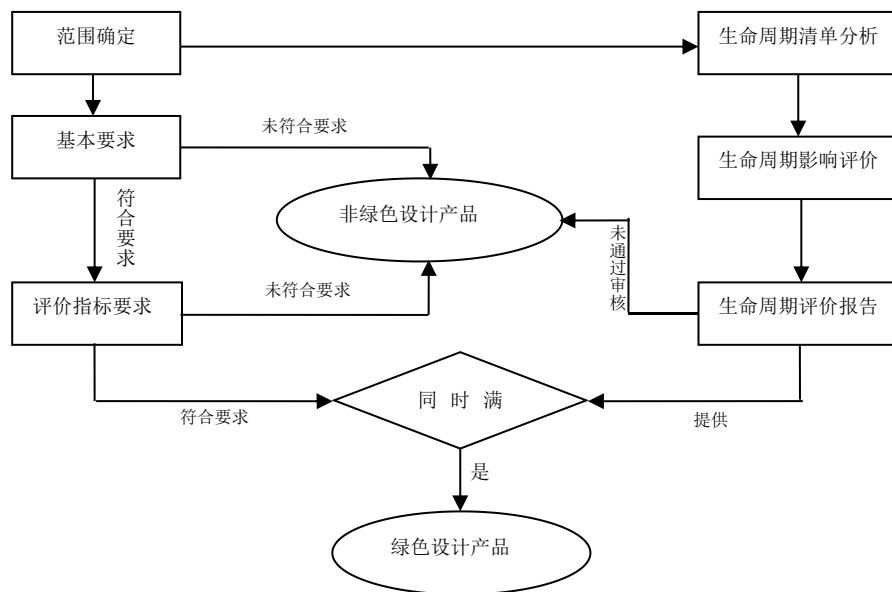 范围确定
生命周期清单分析
基本要求
未符合要求
生命周期影响评价
符合要求
非绿色设计产品
未通过审核
评价指标要求
未符合要求
生命周期评价报告
同 时 满
符合要求
提供
是
绿色设计产品